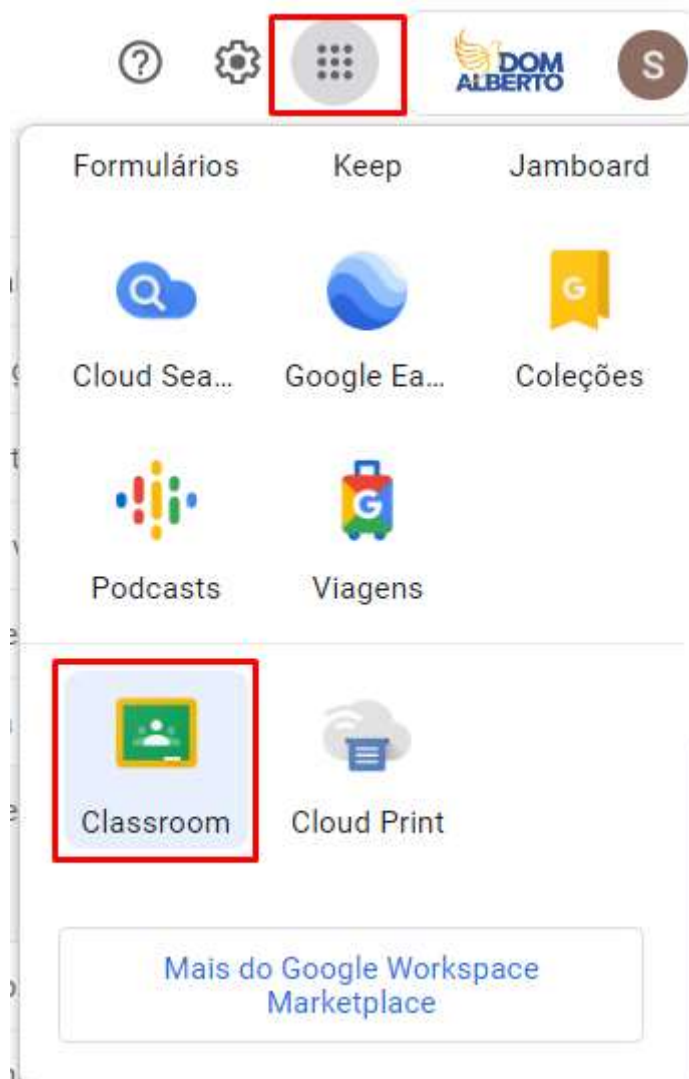 DOM
ALBERTO
S
Formulários Keep Jamboard
G
Cloud Sea... Google Ea... Coleções
G
Podcasts Viagens
Classroom Cloud Print
Mais do Google Workspace
Marketplace